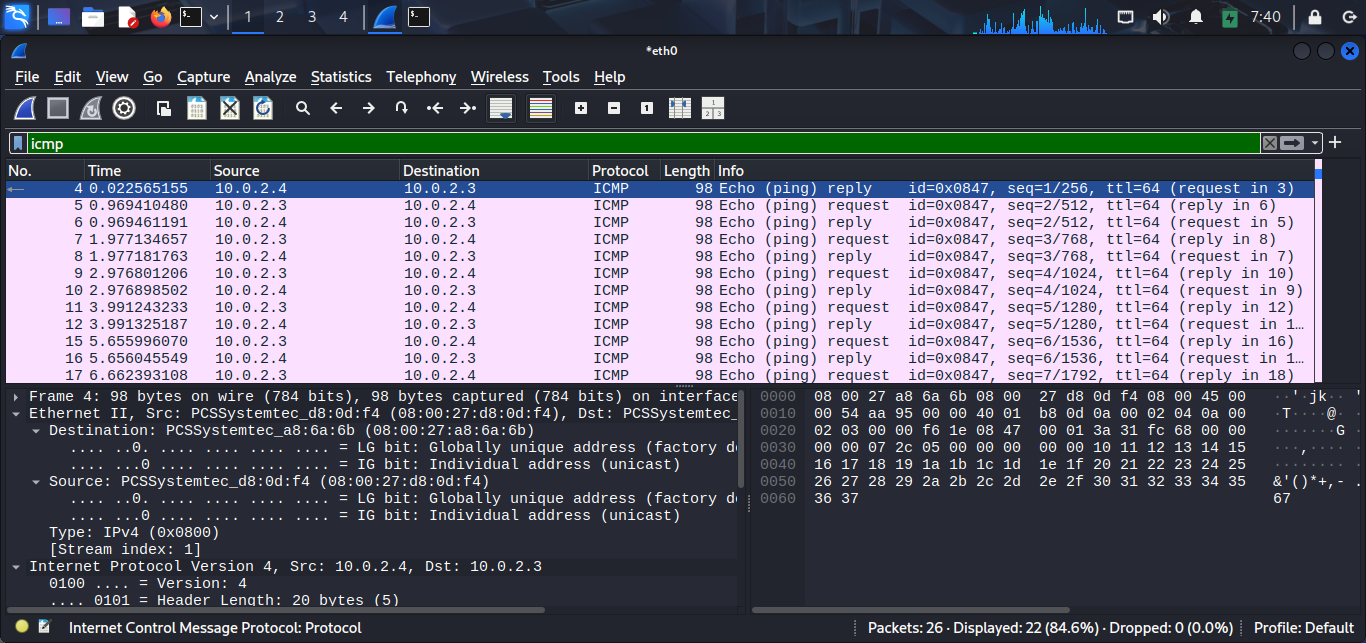 1 2 3 4 7:40
*eth0
File Edit View Go Capture Analyze Statistics Telephony Wireless Tools Help
icmp
No. Time Source Destination Protocol Length Info
4 0.022565155 10.0.2.4 10.0.2.3 ICMP 98 Echo (ping) reply id=0x0847, seq=1/256, ttl=64 (request in 3)
5 0.969410480 10.0.2.3 10.0.2.4 ICMP 98 Echo (ping) request id=0x0847, seq=2/512, ttl=64 (reply in 6)
6 0.969461191 10.0.2.4 10.0.2.3 ICMP 98 Echo (ping) reply id=0x0847, seq=2/512, ttl=64 (request in 5)
7 1.977134657 10.0.2.3 10.0.2.4 ICMP 98 Echo (ping) request id=0x0847, seq=3/768, ttl=64 (reply in 8)
8 1.977181763 10.0.2.4 10.0.2.3 ICMP 98 Echo (ping) reply id=0x0847, seq=3/768, ttl=64 (request in 7)
9 2.976801206 10.0.2.3 10.0.2.4 ICMP 98 Echo (ping) request id=0x0847, seq=4/1024, ttl=64 (reply in 10)
10 2.976898502 10.0.2.4 10.0.2.3 ICMP 98 Echo (ping) reply id=0x0847, seq=4/1024, ttl=64 (request in 9)
11 3.991243233 10.0.2.3 10.0.2.4 ICMP 98 Echo (ping) request id=0x0847, seq=5/1280, ttl=64 (reply in 12)
12 3.991325187 10.0.2.4 10.0.2.3 ICMP 98 Echo (ping) reply id=0x0847, seq=5/1280, ttl=64 (request in 1…
15 5.655996070 10.0.2.3 10.0.2.4 ICMP 98 Echo (ping) request id=0x0847, seq=6/1536, ttl=64 (reply in 16)
16 5.656045549 10.0.2.4 10.0.2.3 ICMP 98 Echo (ping) reply id=0x0847, seq=6/1536, ttl=64 (request in 1…
17 6.662393108 10.0.2.3 10.0.2.4 ICMP 98 Echo (ping) request id=0x0847, seq=7/1792, ttl=64 (reply in 18)
Frame 4: 98 bytes on wire (784 bits), 98 bytes captured (784 bits) on interface
Ethernet II, Src: PCSSystemtec_d8:0d:f4 (08:00:27:d8:0d:f4), Dst: PCSSystemtec_
Destination: PCSSystemtec_a8:6a:6b (08:00:27:a8:6a:6b)
.... ..0. .... .... .... .... = LG bit: Globally unique address (factory de
.... ...0 .... .... .... .... = IG bit: Individual address (unicast)
Source: PCSSystemtec_d8:0d:f4 (08:00:27:d8:0d:f4)
.... ..0. .... .... .... .... = LG bit: Globally unique address (factory de
.... ...0 .... .... .... .... = IG bit: Individual address (unicast)
Type: IPv4 (0x0800)
[Stream index: 1]
Internet Protocol Version 4, Src: 10.0.2.4, Dst: 10.0.2.3
0100 .... = Version: 4
.... 0101 = Header Length: 20 bytes (5)
0000 08 00 27 a8 6a 6b 08 00 27 d8 0d f4 08 00 45 00 ··'·jk·· '
0010 00 54 aa 95 00 00 40 01 b8 0d 0a 00 02 04 0a 00 ·T····@·
0020 02 03 00 00 f6 1e 08 47 00 01 3a 31 fc 68 00 00 ·······G
0030 00 00 07 2c 05 00 00 00 00 00 10 11 12 13 14 15 ···,····
0040 16 17 18 19 1a 1b 1c 1d 1e 1f 20 21 22 23 24 25 ········
0050 26 27 28 29 2a 2b 2c 2d 2e 2f 30 31 32 33 34 35 &'()*+,- .
0060 36 37 67
Internet Control Message Protocol: Protocol
Packets: 26 · Displayed: 22 (84.6%) · Dropped: 0 (0.0%)
Profile: Default